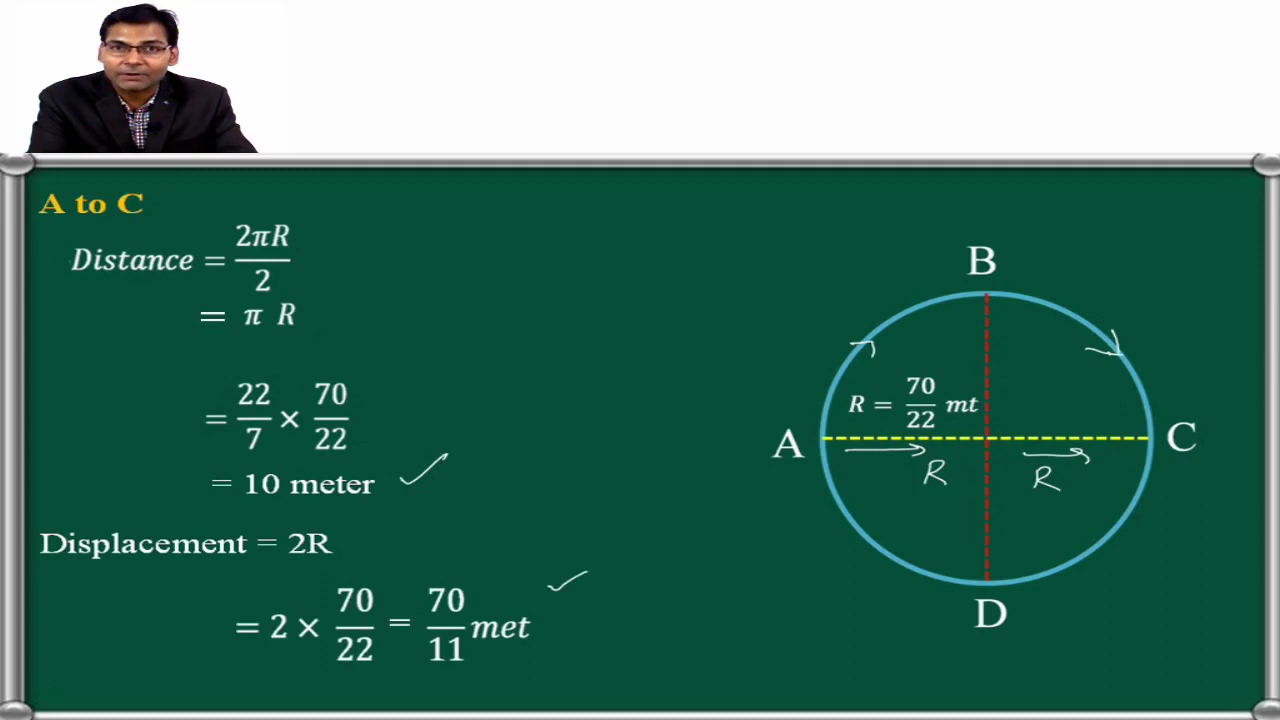 A to C
Distance = 2πR/2
= π R
= 22/7 × 70/22
= 10 meter
Displacement = 2R
= 2 × 70/22 = 70/11 met
B
R = 70/22 mt
A
C
R R
D